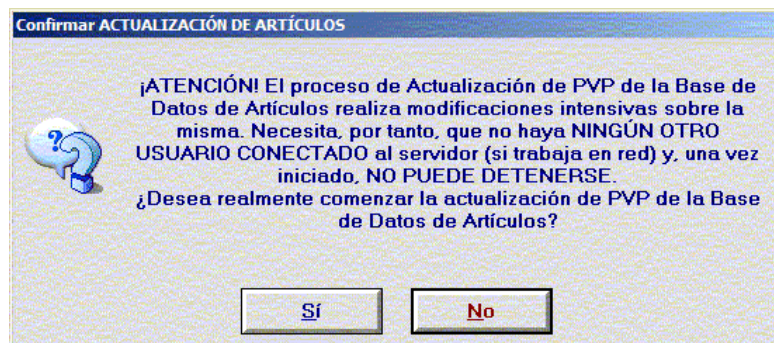 Confirmar ACTUALIZACIÓN DE ARTÍCULOS
¡ATENCIÓN! El proceso de Actualización de PVP de la Base de
Datos de Artículos realiza modificaciones intensivas sobre la
misma. Necesita, por tanto, que no haya NINGÚN OTRO
USUARIO CONECTADO al servidor (si trabaja en red) y, una vez
iniciado, NO PUEDE DETENERSE.
¿Desea realmente comenzar la actualización de PVP de la Base
de Datos de Artículos?
Sí
No